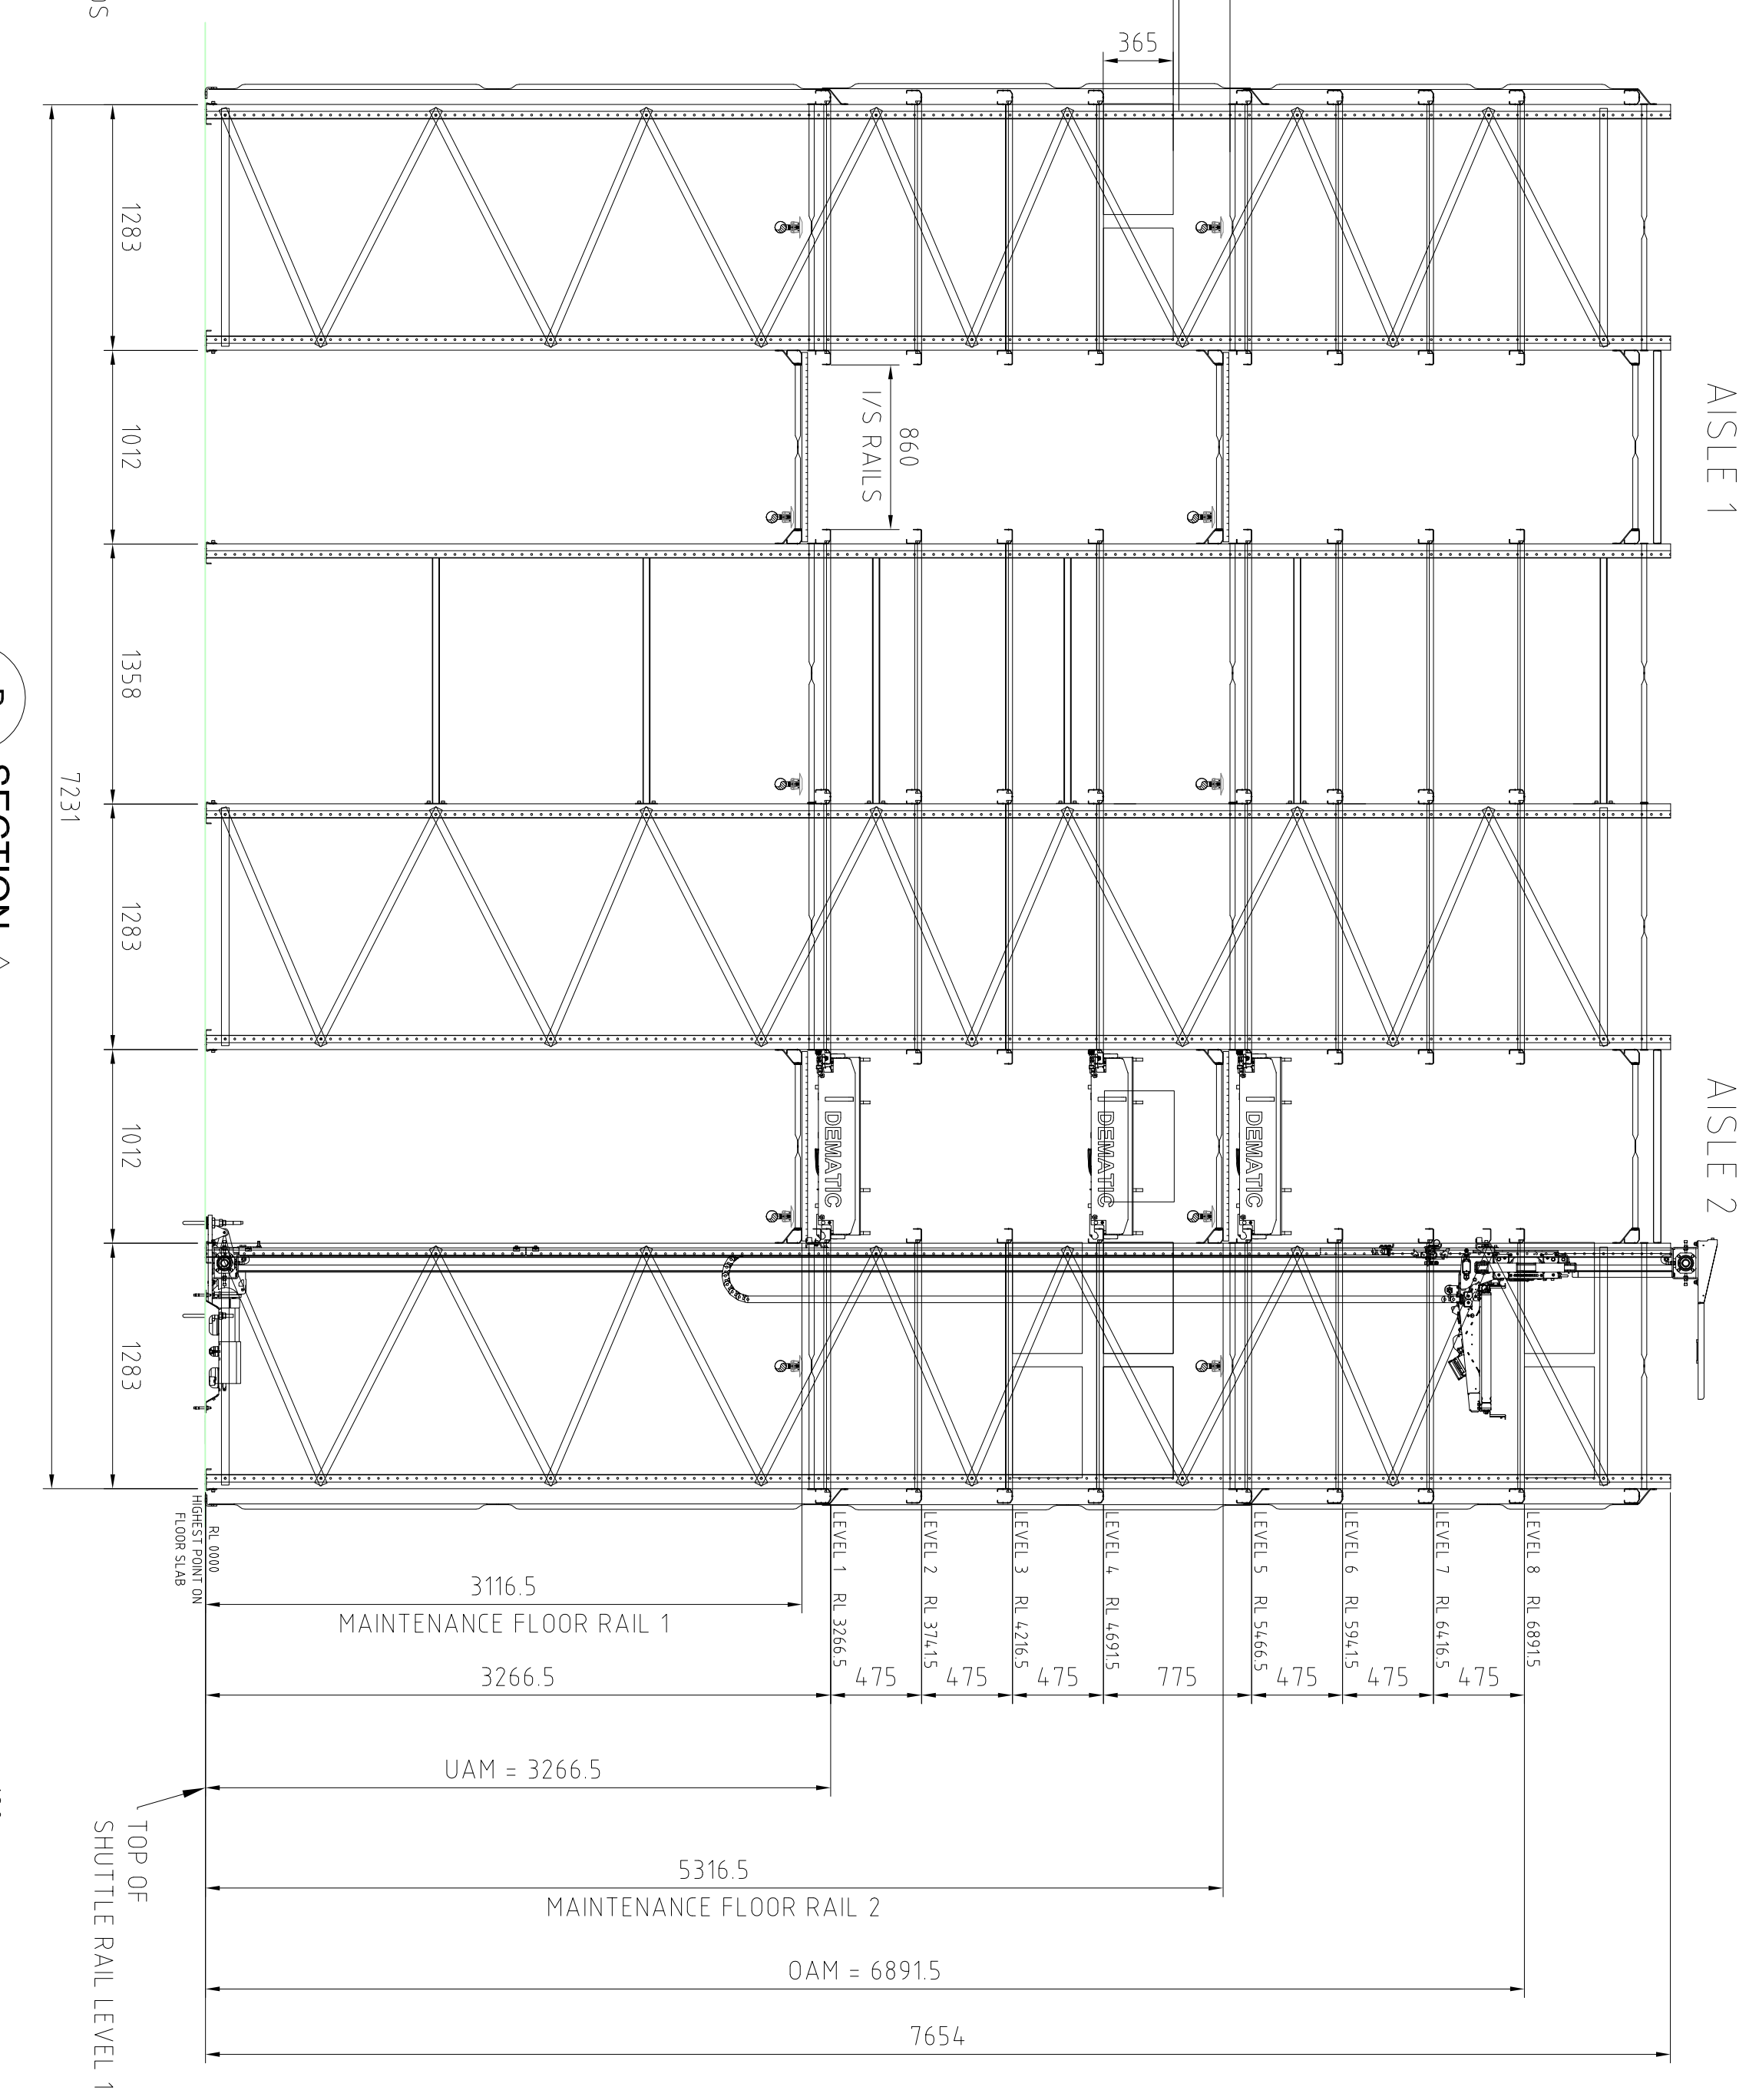 AISLE 1
AISLE 2
365
860
I/S RAILS
DEMATIC
DEMATIC
DEMATIC
1283
1012
1358
1283
1012
1283
7231
SECTION
RL 0000
HIGHEST POINT ON
FLOOR SLAB
LEVEL 1 RL 3266.5
LEVEL 2 RL 3741.5
LEVEL 3 RL 4216.5
LEVEL 4 RL 4691.5
LEVEL 5 RL 5466.5
LEVEL 6 RL 5941.5
LEVEL 7 RL 6416.5
LEVEL 8 RL 6891.5
3116.5
MAINTENANCE FLOOR RAIL 1
3266.5
475
475
475
775
475
475
475
UAM = 3266.5
5316.5
MAINTENANCE FLOOR RAIL 2
OAM = 6891.5
7654
TOP OF
SHUTTLE RAIL LEVEL 1